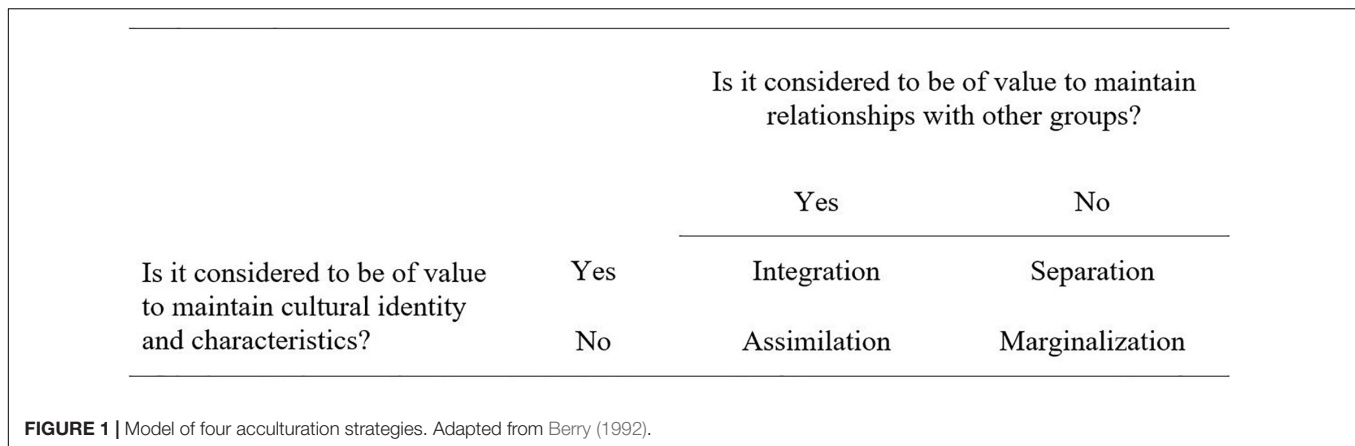 Is it considered to be of value to maintain
relationships with other groups?
Yes No
Is it considered to be of value Yes Integration Separation
to maintain cultural identity
and characteristics? No Assimilation Marginalization
FIGURE 1 | Model of four acculturation strategies. Adapted from Berry (1992).